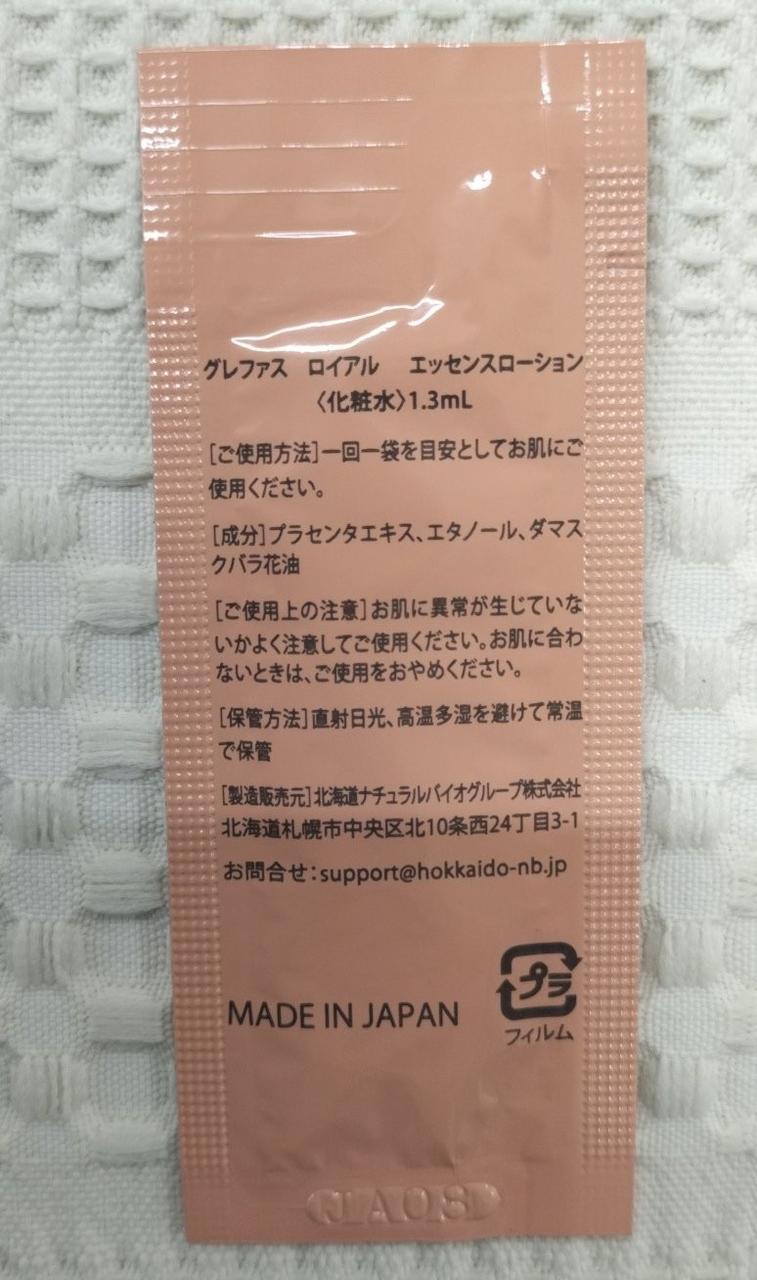 グレファス ロイアル エッセンスローション
〈化粧水〉1.3mL
[ご使用方法]一回一袋を目安としてお肌にご
使用ください。
[成分]プラセンタエキス、エタノール、ダマス
クバラ花油
[ご使用上の注意]お肌に異常が生じていな
いかよく注意してご使用ください。お肌に合わ
ないときは、ご使用をおやめください。
[保管方法]直射日光、高温多湿を避けて常温
で保管
[製造販売元]北海道ナチュラルバイオグループ株式会社
北海道札幌市中央区北10条西24丁目3-1
お問合せ:support@hokkaido-nb.jp
プラ
MADE IN JAPAN
フィルム
JA08